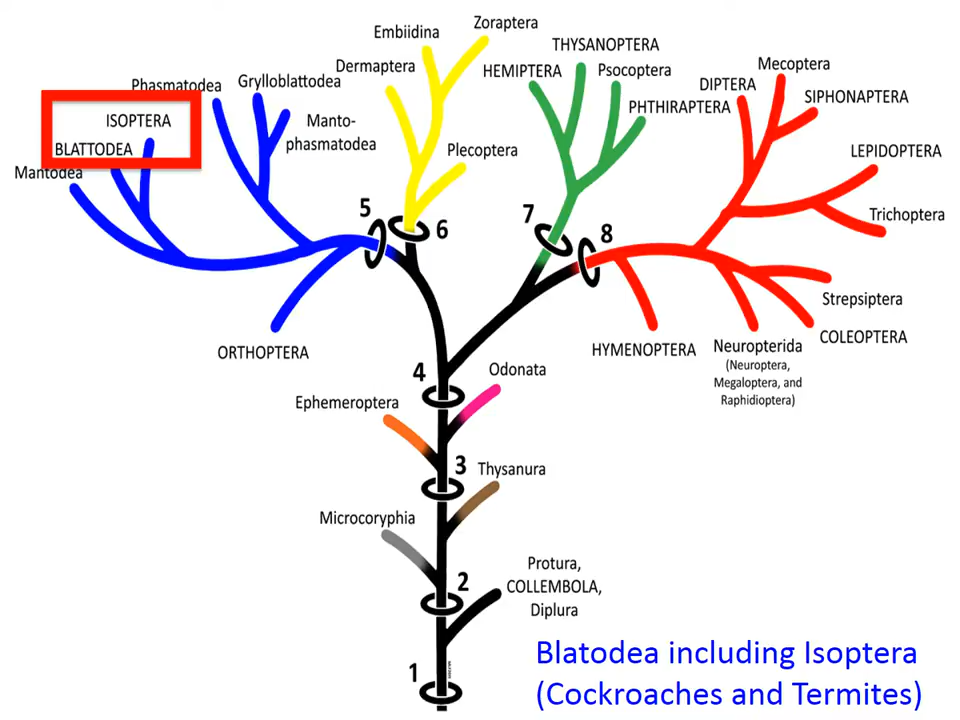 Zoraptera
Embiidina
THYSANOPTERA
Dermaptera
HEMIPTERA
Psocoptera
Mecoptera
Phasmatodea
Grylloblattodea
DIPTERA
SIPHONAPTERA
PHTHIRAPTERA
ISOPTERA
Manto-
phasmatodea
BLATTODEA
Plecoptera
LEPIDOPTERA
Mantodea
Trichoptera
5
6
7
8
Strepsiptera
COLEOPTERA
ORTHOPTERA
HYMENOPTERA
Neuropterida
(Neuroptera,
Megaloptera, and
Raphidioptera)
4
Odonata
Ephemeroptera
3
Thysanura
Microcoryphia
2
Protura,
COLLEMBOLA,
Diplura
1
Blatodea including Isoptera
(Cockroaches and Termites)